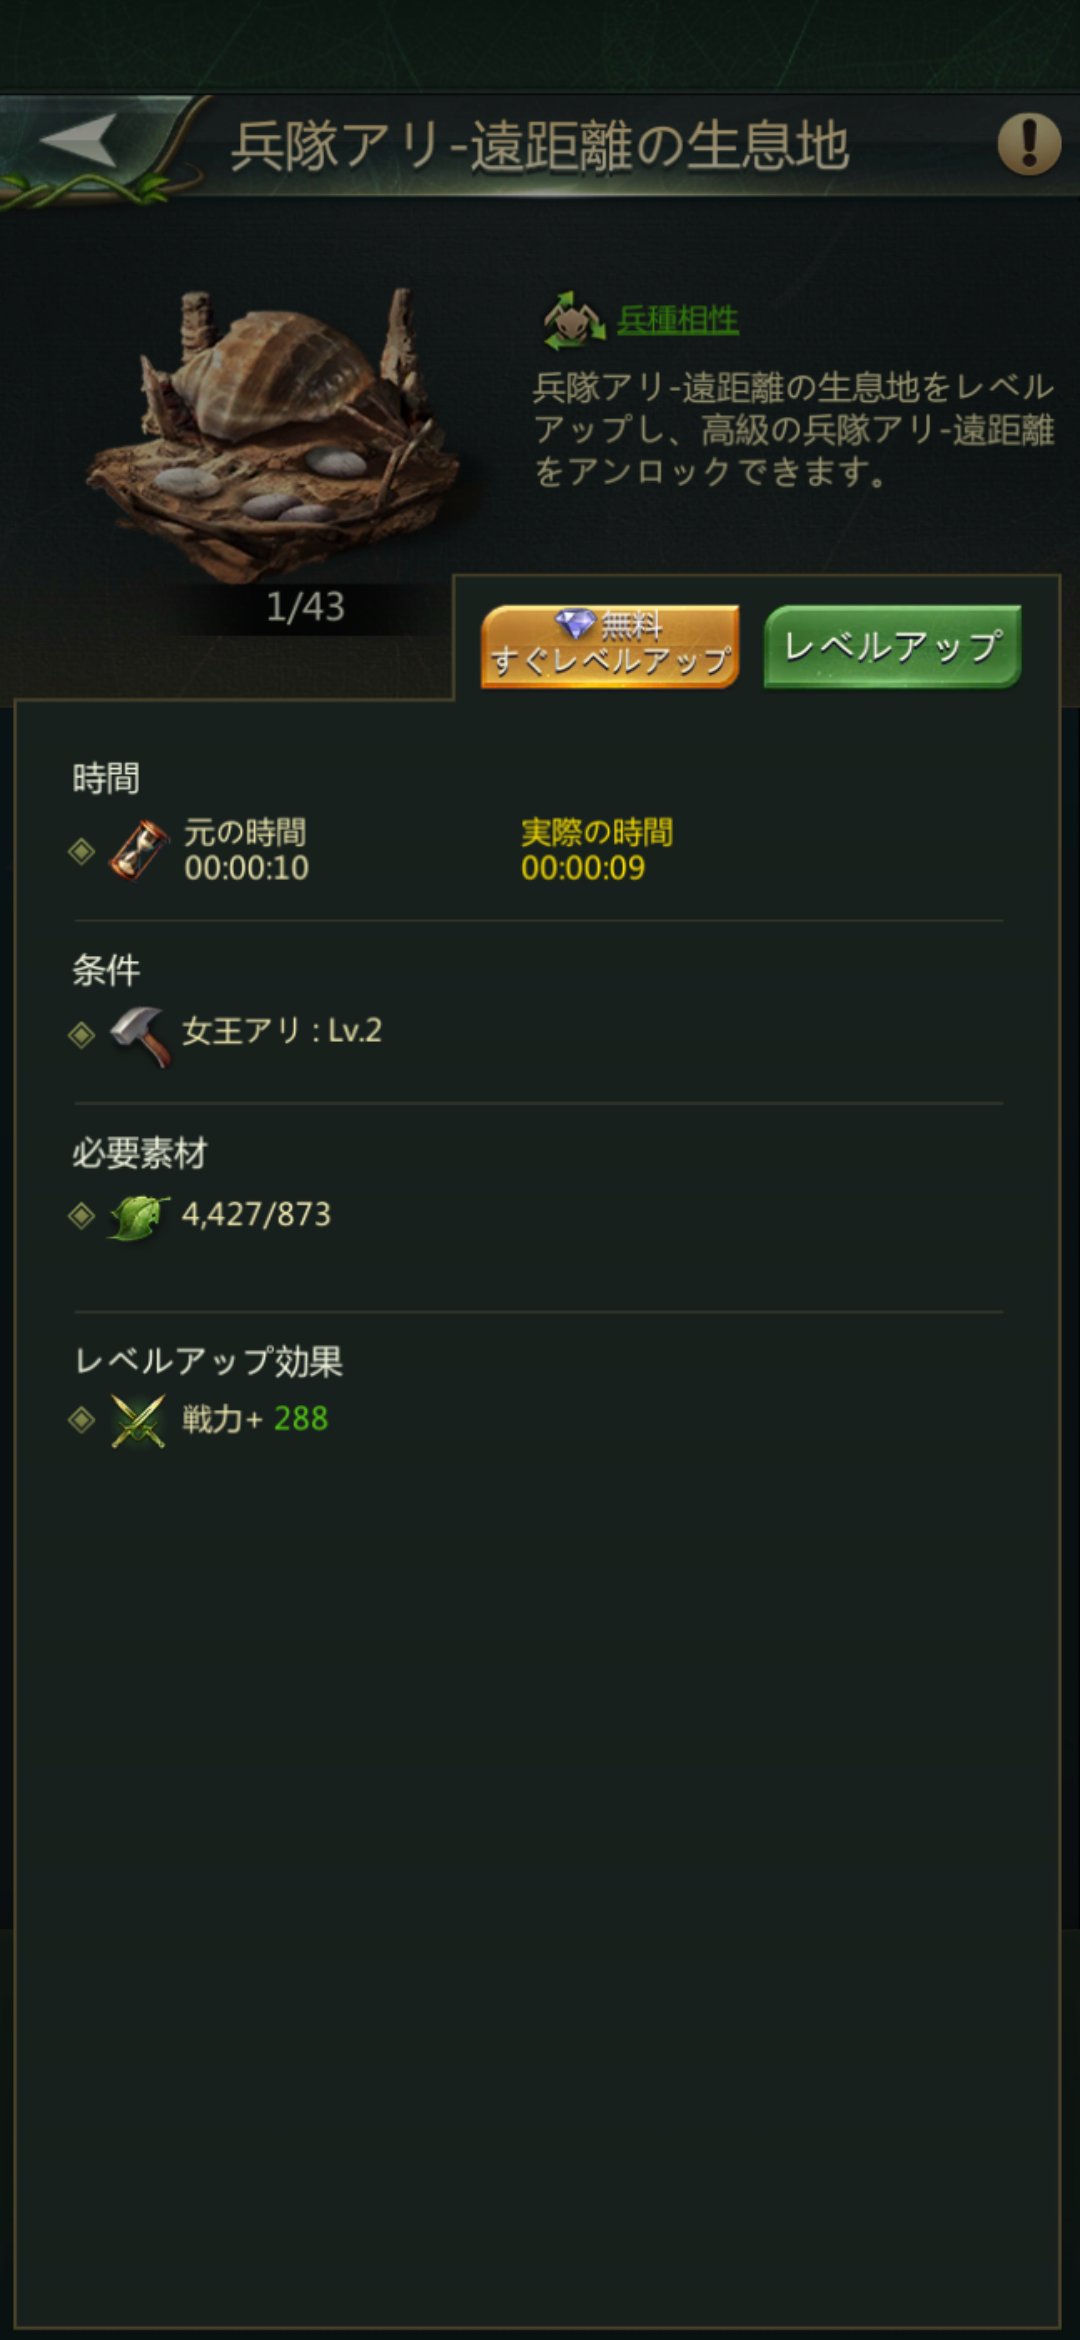 兵隊アリ-遠距離の生息地
兵種相性
兵隊アリ-遠距離の生息地をレベル
アップし、高級の兵隊アリ-遠距離
をアンロックできます。
1/43
無料
すぐレベルアップ
レベルアップ
時間
元の時間
00:00:10
実際の時間
00:00:09
条件
女王アリ : Lv.2
必要素材
4,427/873
レベルアップ効果
戦力+ 288